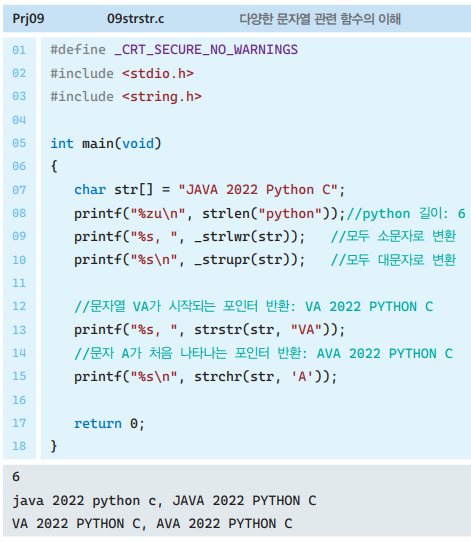 Prj09 09strstr.c 다양한 문자열 관련 함수의 이해
01 #define _CRT_SECURE_NO_WARNINGS
02 #include <stdio.h>
03 #include <string.h>
04
05 int main(void)
06 {
07 char str[] = "JAVA 2022 Python C";
08 printf("%zu\n", strlen("python"));//python 길이: 6
09 printf("%s, ", _strlwr(str)); //모두 소문자로 변환
10 printf("%s\n", _strupr(str)); //모두 대문자로 변환
11
12 //문자열 VA가 시작되는 포인터 반환: VA 2022 PYTHON C
13 printf("%s, ", strstr(str, "VA"));
14 //문자 A가 처음 나타나는 포인터 반환: AVA 2022 PYTHON C
15 printf("%s\n", strchr(str, 'A'));
16
17 return 0;
18 }
6
java 2022 python c, JAVA 2022 PYTHON C
VA 2022 PYTHON C, AVA 2022 PYTHON C